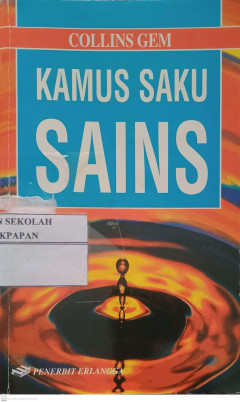 COLLINS GEM
KAMUS SAKU
SAINS
N SEKOLAH
KPAPAN
PENERBIT ERLANGGA